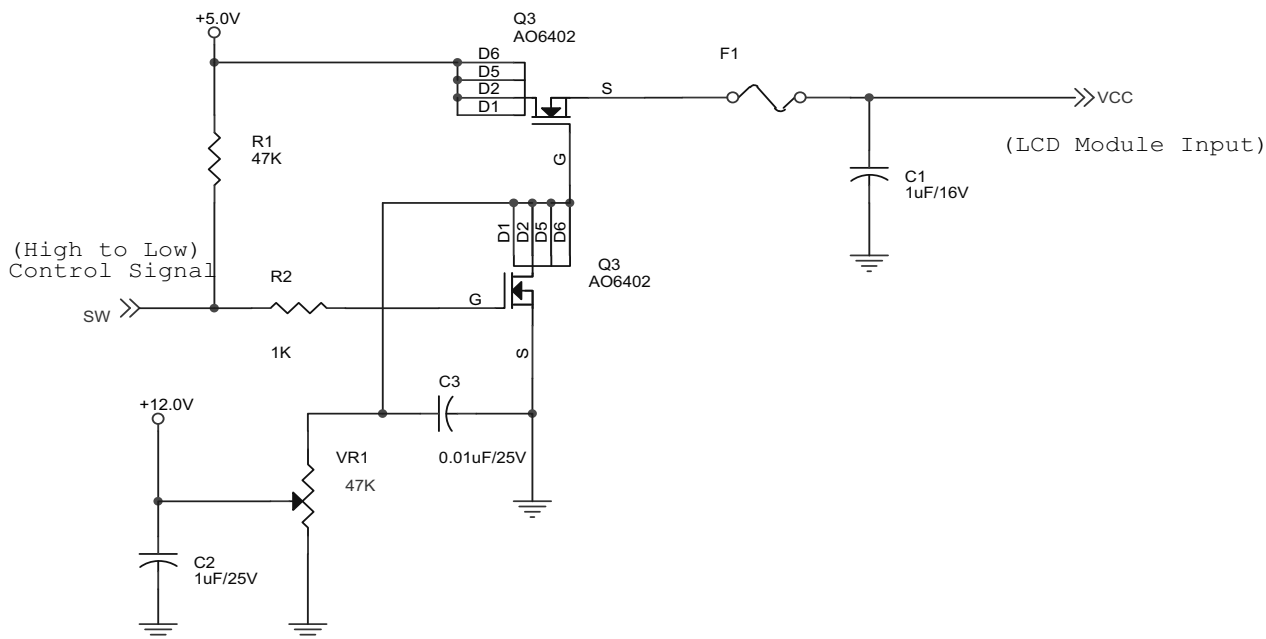 +5.0V
Q3
AO6402
D6
D5
D2
D1
S
F1
VCC
(LCD Module Input)
R1
47K
G
C1
1uF/16V
D1
D2
D5
D6
(High to Low)
Control Signal
SW
R2
1K
G
Q3
AO6402
S
C3
0.01uF/25V
+12.0V
VR1
47K
C2
1uF/25V